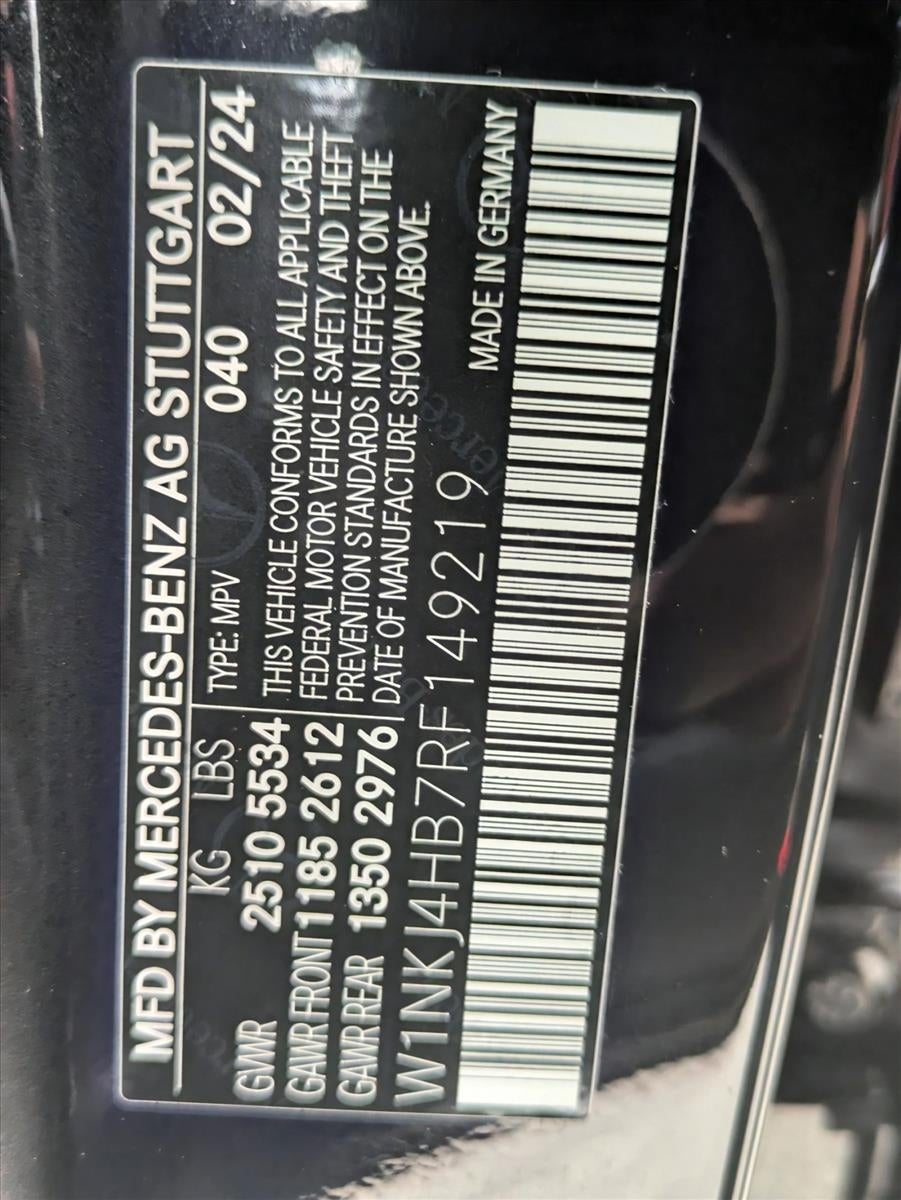 MFD BY MERCEDES-BENZ AG STUTTGART
KG LBS TYPE: MPV 040 02/24
GVWR 2510 5534
GAWR FRONT 1185 2612
GAWR REAR 1350 2976
THIS VEHICLE CONFORMS TO ALL APPLICABLE
FEDERAL MOTOR VEHICLE SAFETY AND THEFT
PREVENTION STANDARDS IN EFFECT ON THE
DATE OF MANUFACTURE SHOWN ABOVE.
MADE IN GERMANY
W1NKJ4HB7RF149219